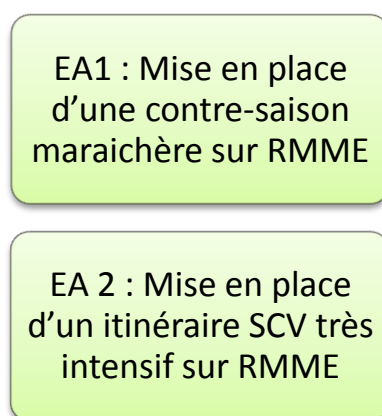 EA1 : Mise en place
d’une contre-saison
maraichère sur RMME
EA 2 : Mise en place
d’un itinéraire SCV très
intensif sur RMME